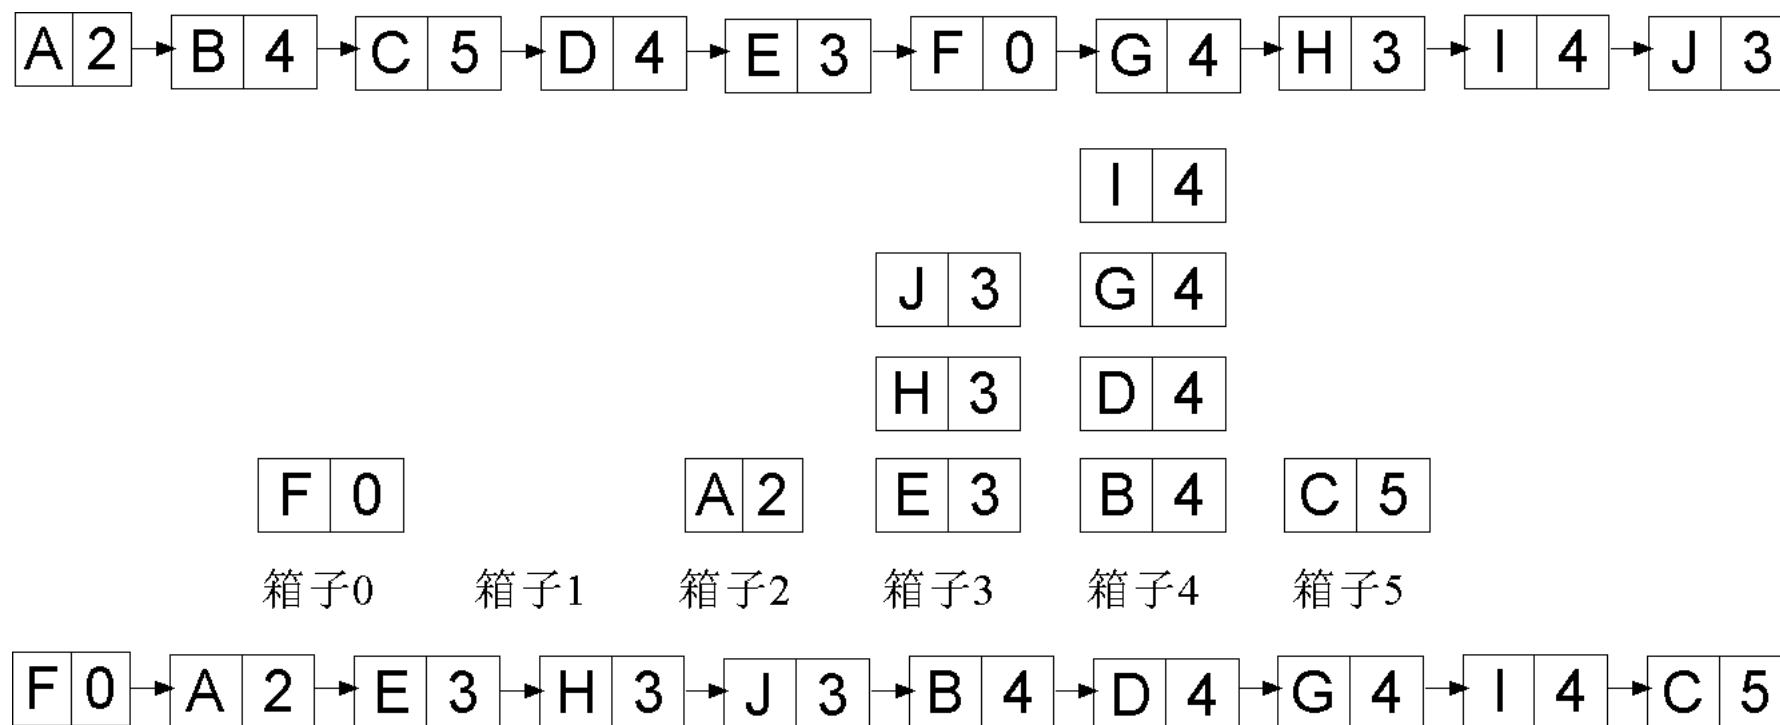 A 2 B 4 C 5 D 4 E 3 F 0 G 4 H 3 I 4 J 3
I 4
J 3 G 4
H 3 D 4
F 0 A 2 E 3 B 4 C 5
箱子0 箱子1 箱子2 箱子3 箱子4 箱子5
F 0 A 2 E 3 H 3 J 3 B 4 D 4 G 4 I 4 C 5